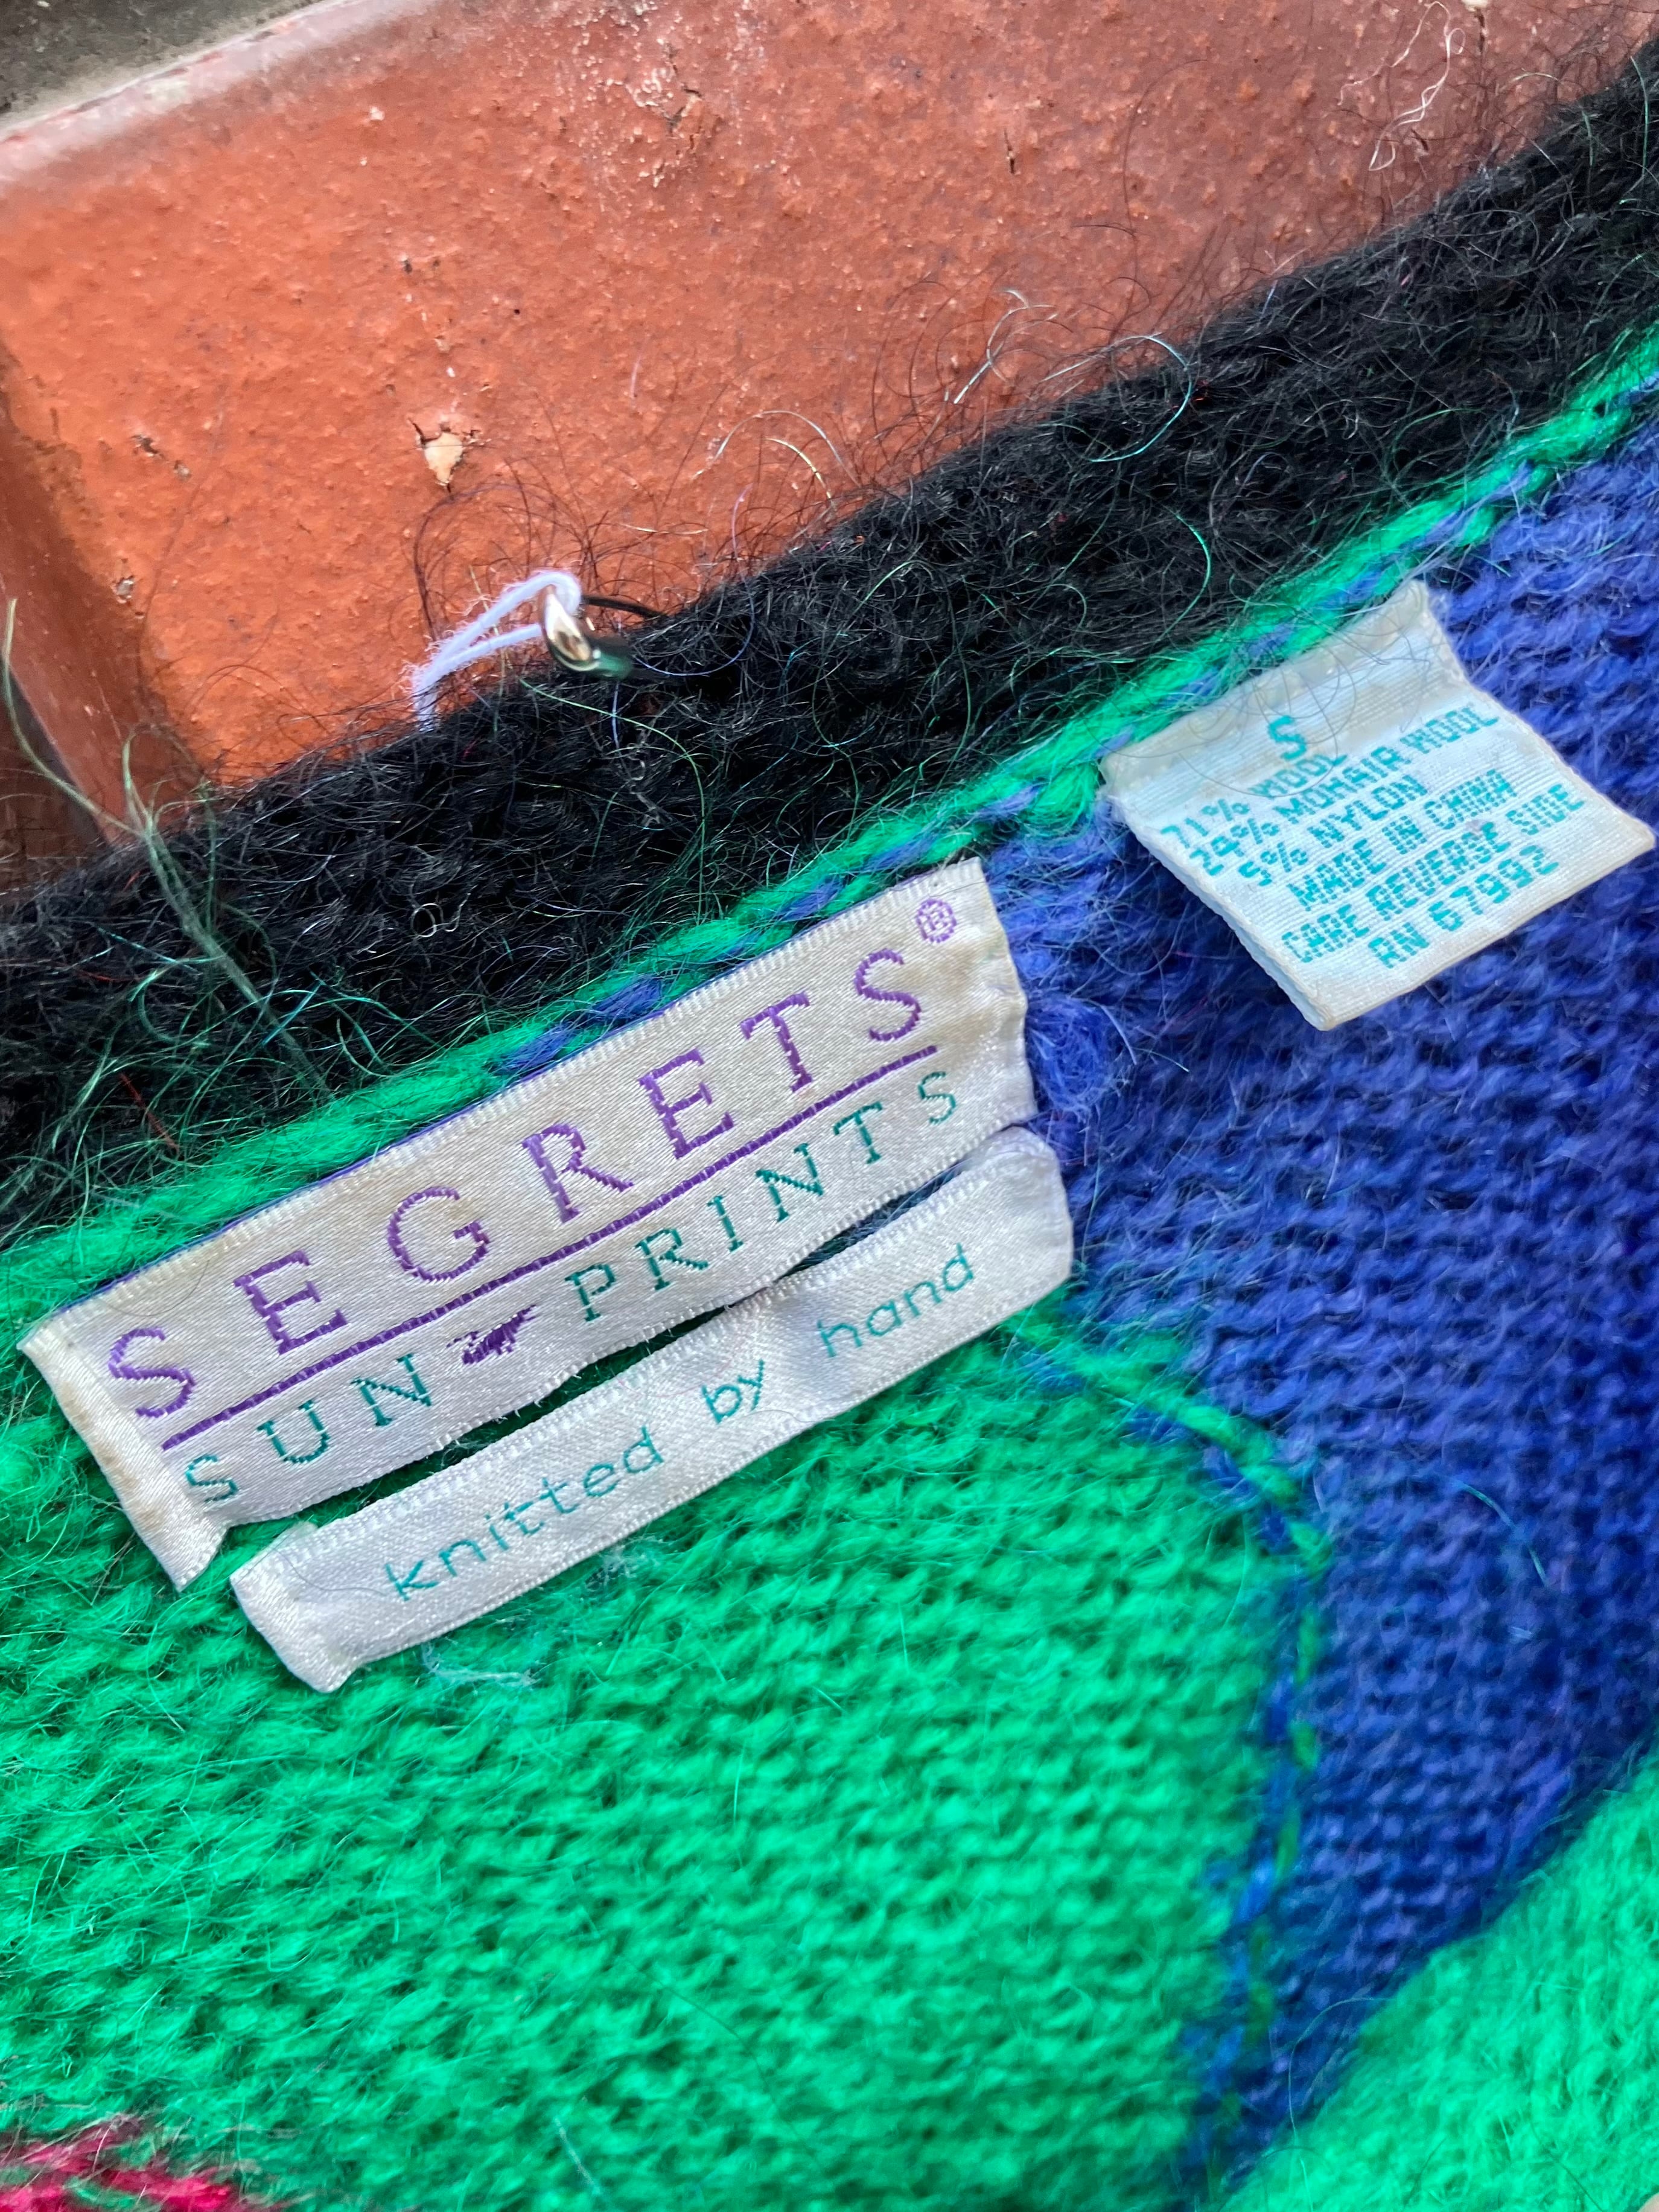 SEGRETS®
SUN PRINTS
knitted by hand
S
71% WOOL
24% MOHAIR WOOL
5% NYLON
MADE IN CHINA
CARE REVERSE SIDE
RN 67992